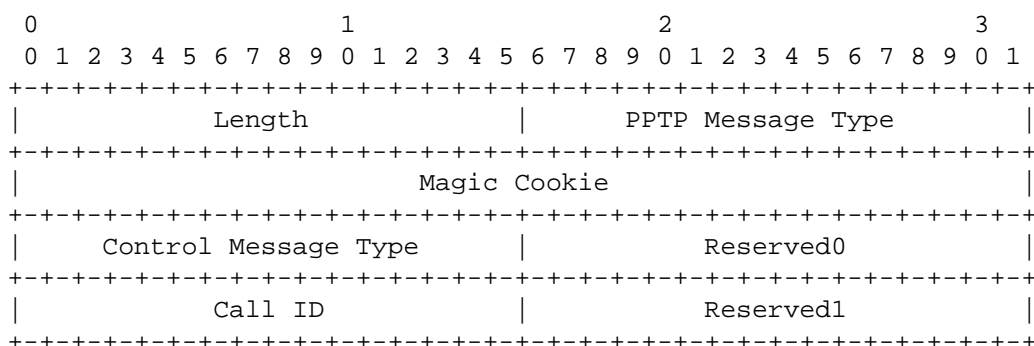 0                   1                   2                   3
 0 1 2 3 4 5 6 7 8 9 0 1 2 3 4 5 6 7 8 9 0 1 2 3 4 5 6 7 8 9 0 1
+-+-+-+-+-+-+-+-+-+-+-+-+-+-+-+-+-+-+-+-+-+-+-+-+-+-+-+-+-+-+-+-+
|            Length             |      PPTP Message Type        |
+-+-+-+-+-+-+-+-+-+-+-+-+-+-+-+-+-+-+-+-+-+-+-+-+-+-+-+-+-+-+-+-+
|                         Magic Cookie                          |
+-+-+-+-+-+-+-+-+-+-+-+-+-+-+-+-+-+-+-+-+-+-+-+-+-+-+-+-+-+-+-+-+
|     Control Message Type      |           Reserved0           |
+-+-+-+-+-+-+-+-+-+-+-+-+-+-+-+-+-+-+-+-+-+-+-+-+-+-+-+-+-+-+-+-+
|            Call ID            |           Reserved1           |
+-+-+-+-+-+-+-+-+-+-+-+-+-+-+-+-+-+-+-+-+-+-+-+-+-+-+-+-+-+-+-+-+